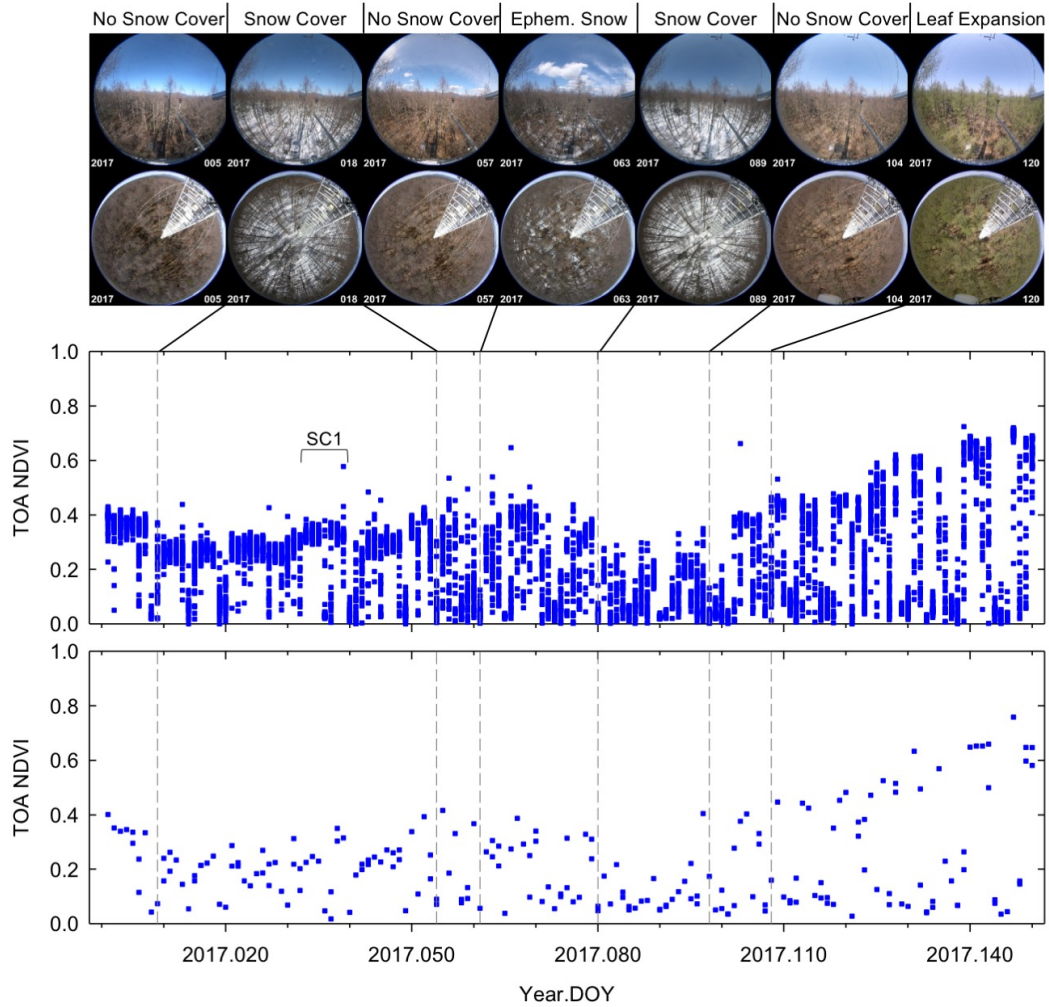 No Snow Cover Snow Cover No Snow Cover Ephem. Snow Snow Cover No Snow Cover Leaf Expansion
2017 005 2017 018 2017 057 2017 063 2017 089 2017 104 2017 120
2017 005 2017 018 2017 057 2017 063 2017 089 2017 104 2017 120
1.0
0.8
SC1
0.6
TOA NDVI
0.4
0.2
0.0
1.0
0.8
0.6
TOA NDVI
0.4
0.2
0.0
2017.020 2017.050 2017.080 2017.110 2017.140
Year.DOY